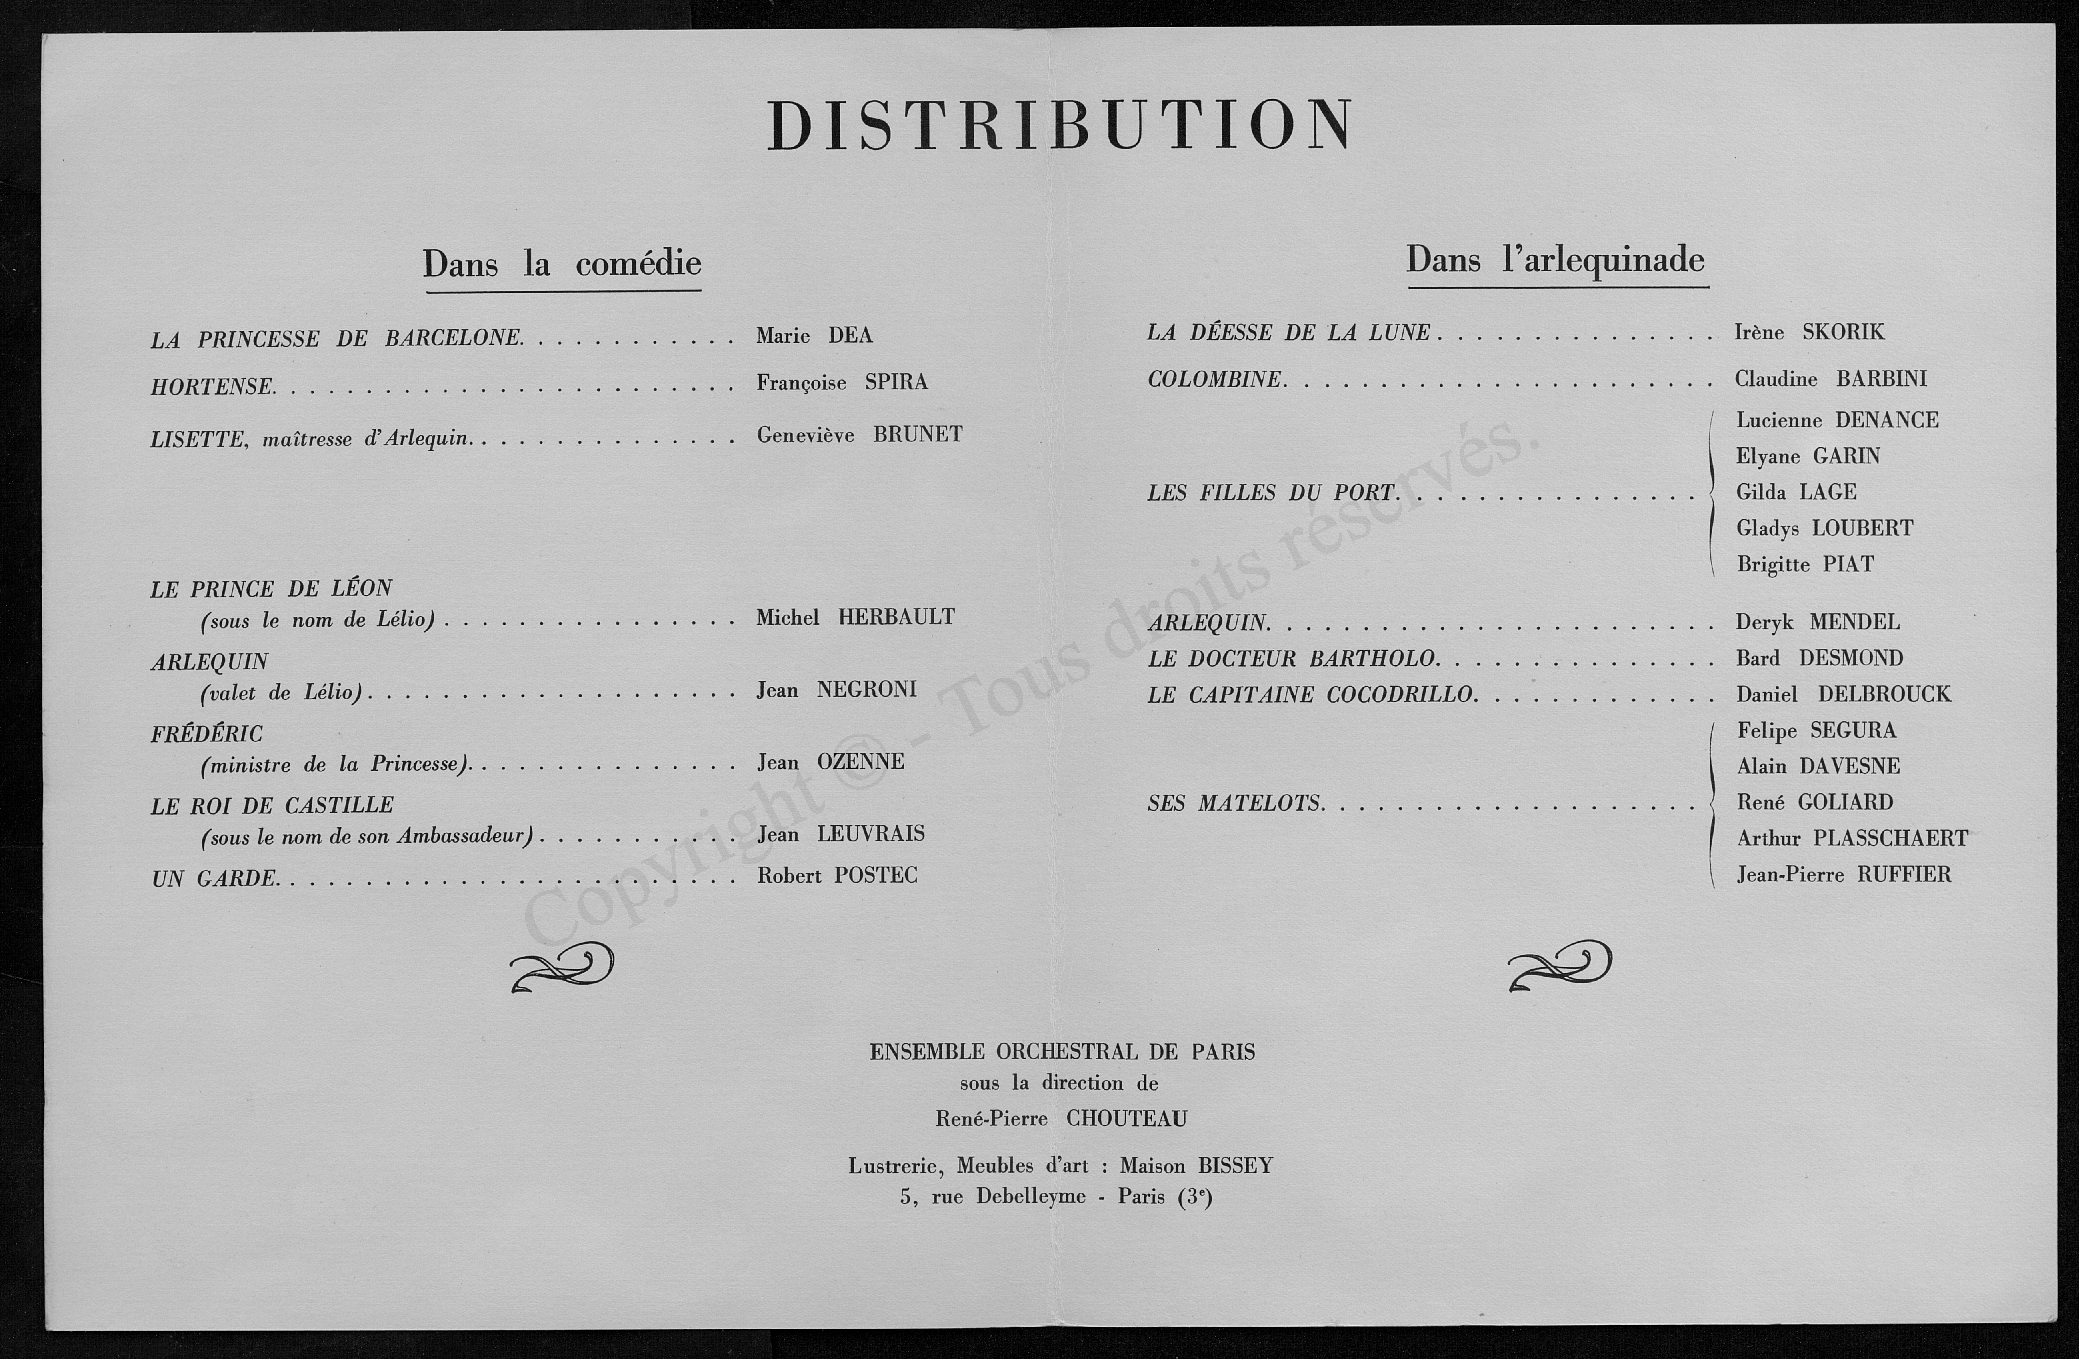 DISTRIBUTION
Dans la comédie
LA PRINCESSE DE BARCELONE. . . . . . . . . . . . Marie DEA
HORTENSE. . . . . . . . . . . . . . . . . . . . . . . . . Françoise SPIRA
LISETTE, maîtresse d'Arlequin. . . . . . . . . . . . . . . Geneviève BRUNET
LE PRINCE DE LÉON
(sous le nom de Lélio) . . . . . . . . . . . . . . . . Michel HERBAULT
ARLEQUIN
(valet de Lélio) . . . . . . . . . . . . . . . . . . . . Jean NEGRONI
FRÉDÉRIC
(ministre de la Princesse). . . . . . . . . . . . . . . Jean OZENNE
LE ROI DE CASTILLE
(sous le nom de son Ambassadeur) . . . . . . . . . . . Jean LEUVRAIS
UN GARDE. . . . . . . . . . . . . . . . . . . . . . . . . Robert POSTEC
Dans l'arlequinade
LA DÉESSE DE LA LUNE . . . . . . . . . . . . . . . Irène SKORIK
COLOMBINE. . . . . . . . . . . . . . . . . . . . . . . Claudine BARBINI
Lucienne DENANCE
Elyane GARIN
LES FILLES DU PORT. . . . . . . . . . . . . . . . Gilda LAGE
Gladys LOUBERT
Brigitte PIAT
ARLEQUIN. . . . . . . . . . . . . . . . . . . . . . . . Deryk MENDEL
LE DOCTEUR BARTHOLO. . . . . . . . . . . . . . . Bard DESMOND
LE CAPITAINE COCODRILLO. . . . . . . . . . . . . Daniel DELBROUCK
Felipe SEGURA
Alain DAVESNE
SES MATELOTS. . . . . . . . . . . . . . . . . . . . René GOLIARD
Arthur PLASSCHAERT
Jean-Pierre RUFFIER
ENSEMBLE ORCHESTRAL DE PARIS
sous la direction de
René-Pierre CHOUTEAU
Lustrerie, Meubles d'art : Maison BISSEY
5, rue Debelleyme - Paris (3e)
Copyright © - Tous droits réservés.